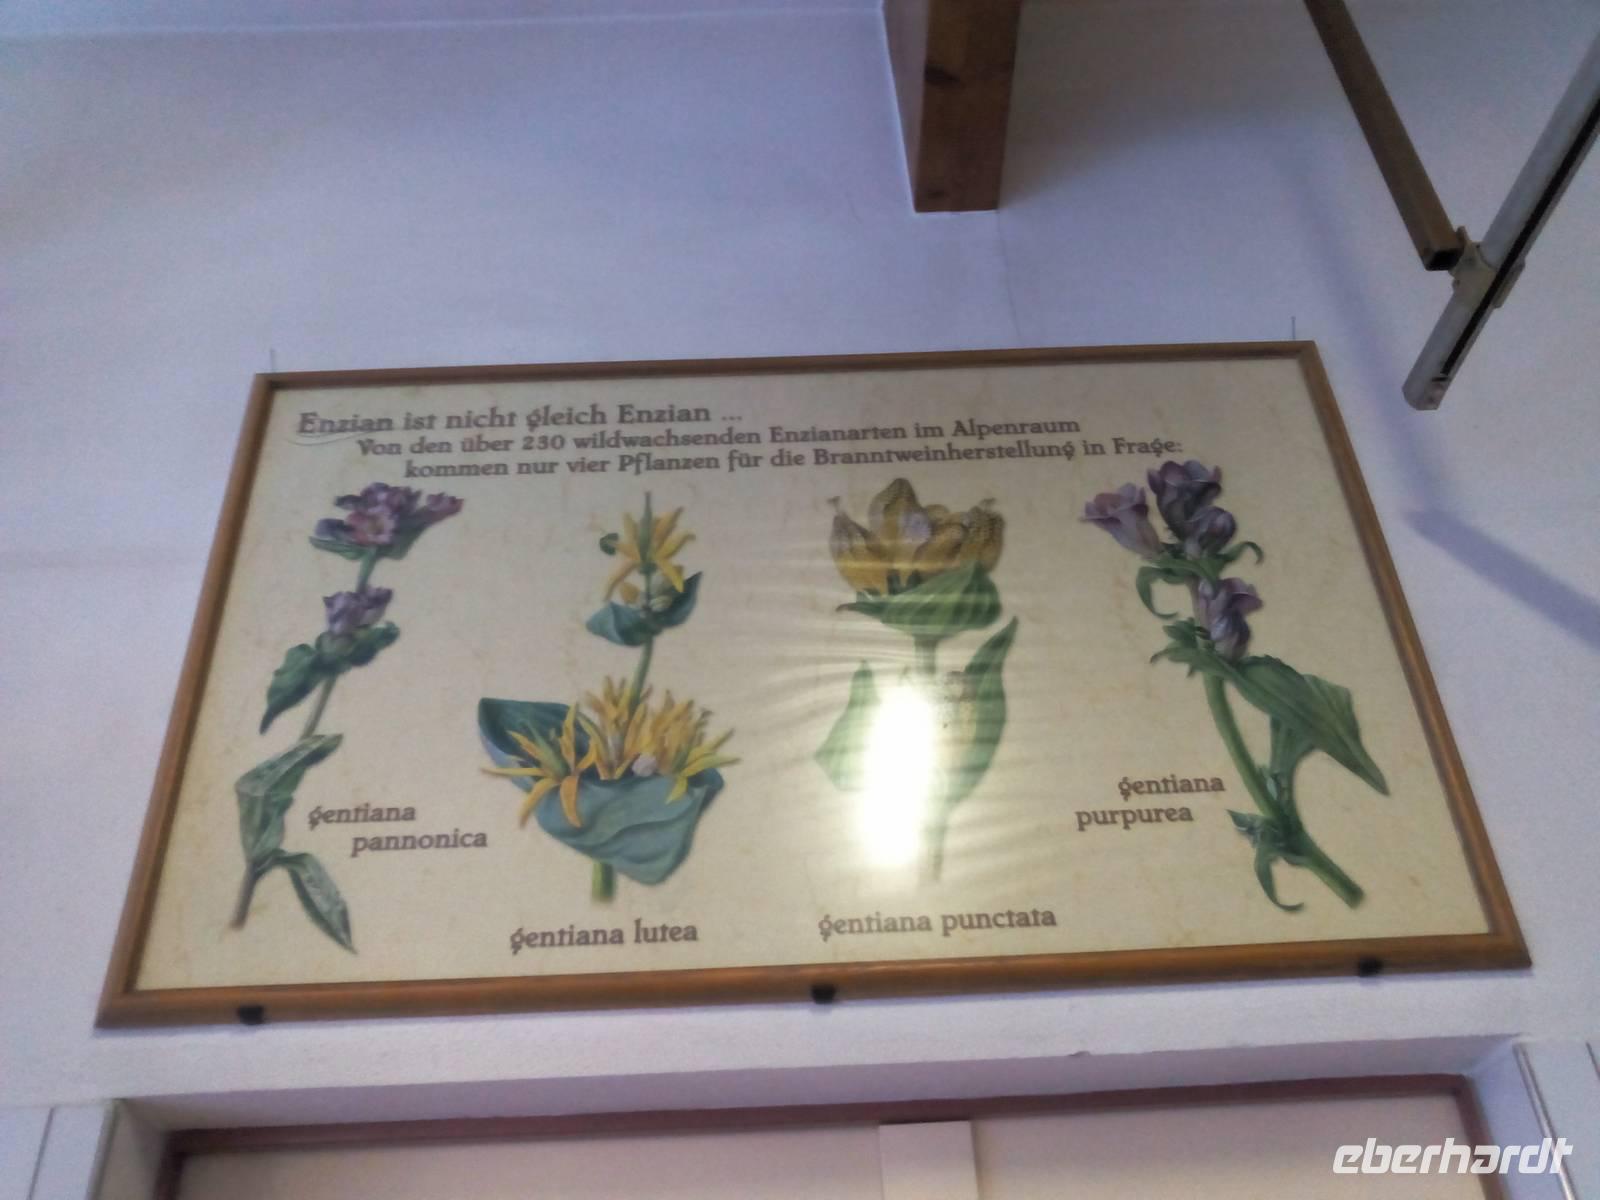 Enzian ist nicht gleich Enzian ...
Von den über 230 wildwachsenden Enzianarten im Alpenraum
kommen nur vier Pflanzen für die Branntweinherstellung in Frage:
gentiana
pannonica
gentiana lutea
gentiana punctata
gentiana
purpurea
eberhardt